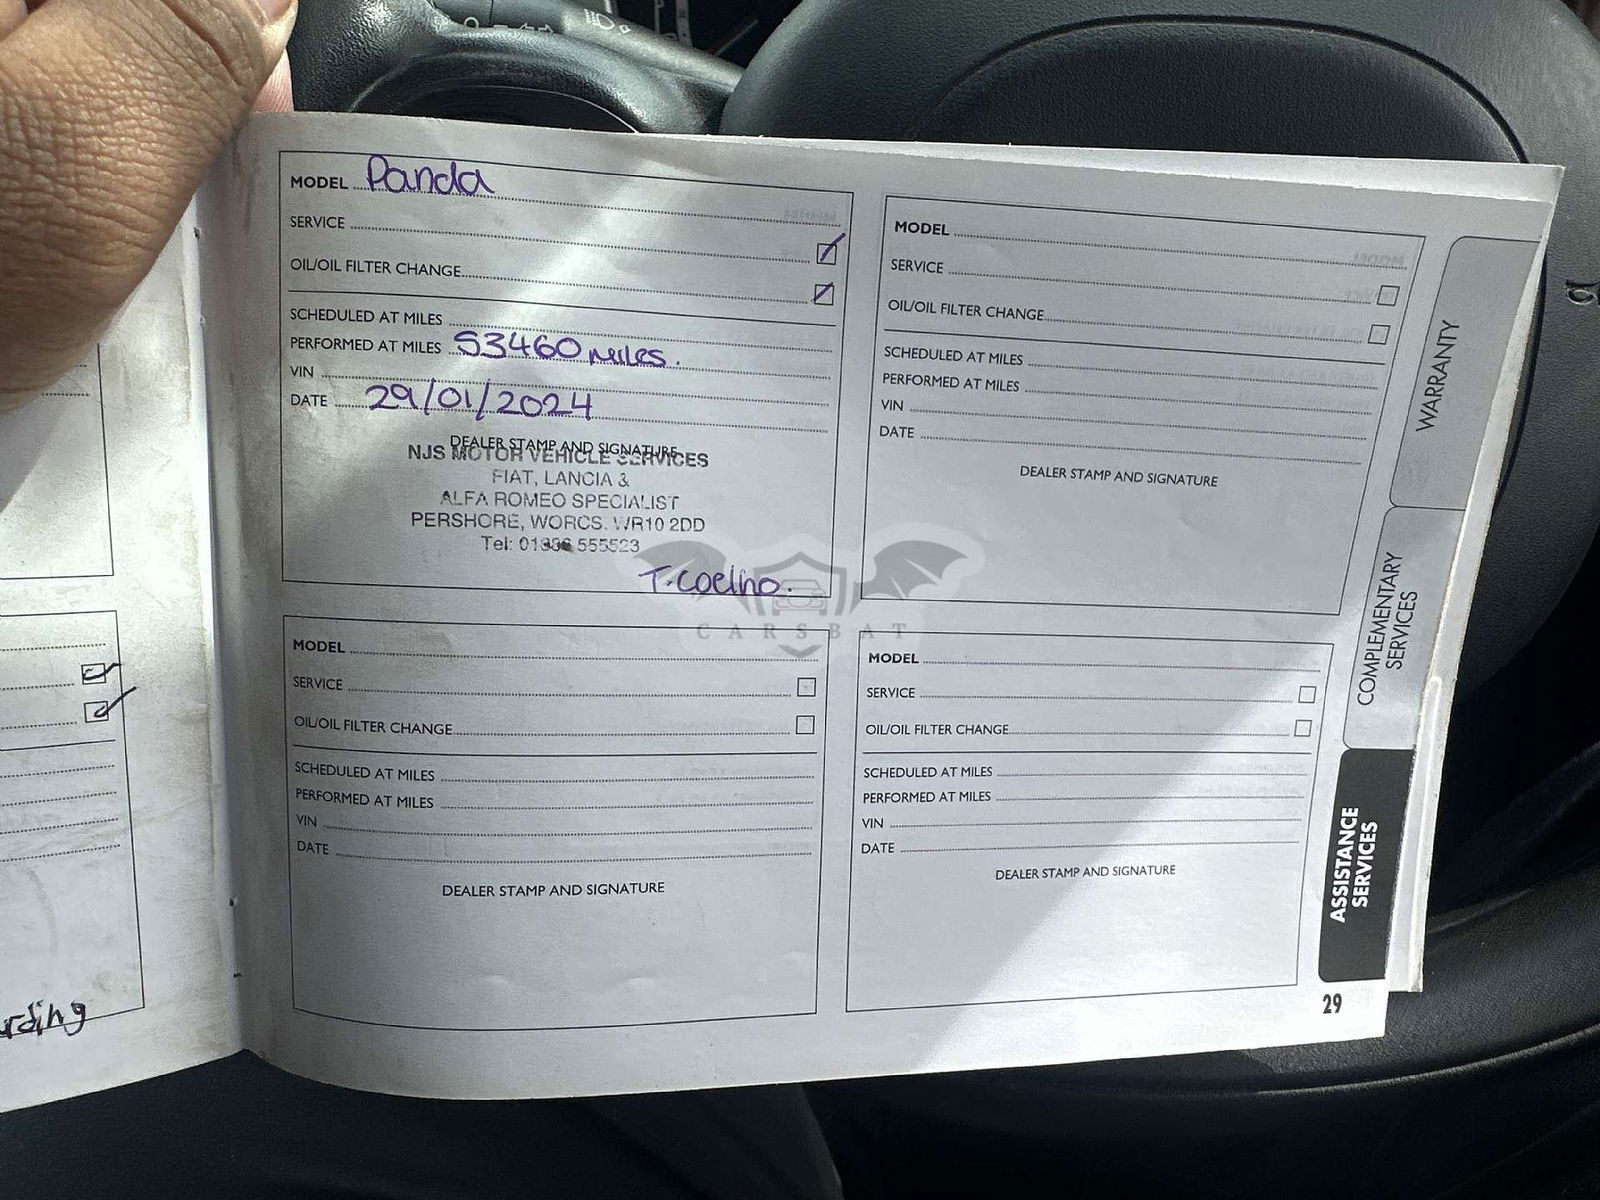 MODEL Panda
SERVICE
OIL/OIL FILTER CHANGE
SCHEDULED AT MILES
PERFORMED AT MILES 53460 MILES.
VIN
DATE 29/01/2024
DEALER STAMP AND SIGNATURE
NJS MOTOR VEHICLE SERVICES
FIAT, LANCIA &
ALFA ROMEO SPECIALIST
PERSHORE, WORCS. WR10 2DD
Tel: 555523
T. Coelho.
MODEL
SERVICE
OIL/OIL FILTER CHANGE
SCHEDULED AT MILES
PERFORMED AT MILES
VIN
DATE
DEALER STAMP AND SIGNATURE
MODEL
SERVICE
OIL/OIL FILTER CHANGE
SCHEDULED AT MILES
PERFORMED AT MILES
VIN
DATE
DEALER STAMP AND SIGNATURE
MODEL
SERVICE
OIL/OIL FILTER CHANGE
SCHEDULED AT MILES
PERFORMED AT MILES
VIN
DATE
DEALER STAMP AND SIGNATURE
WARRANTY
COMPLEMENTARY
SERVICES
ASSISTANCE
SERVICES
29
CARSBAT